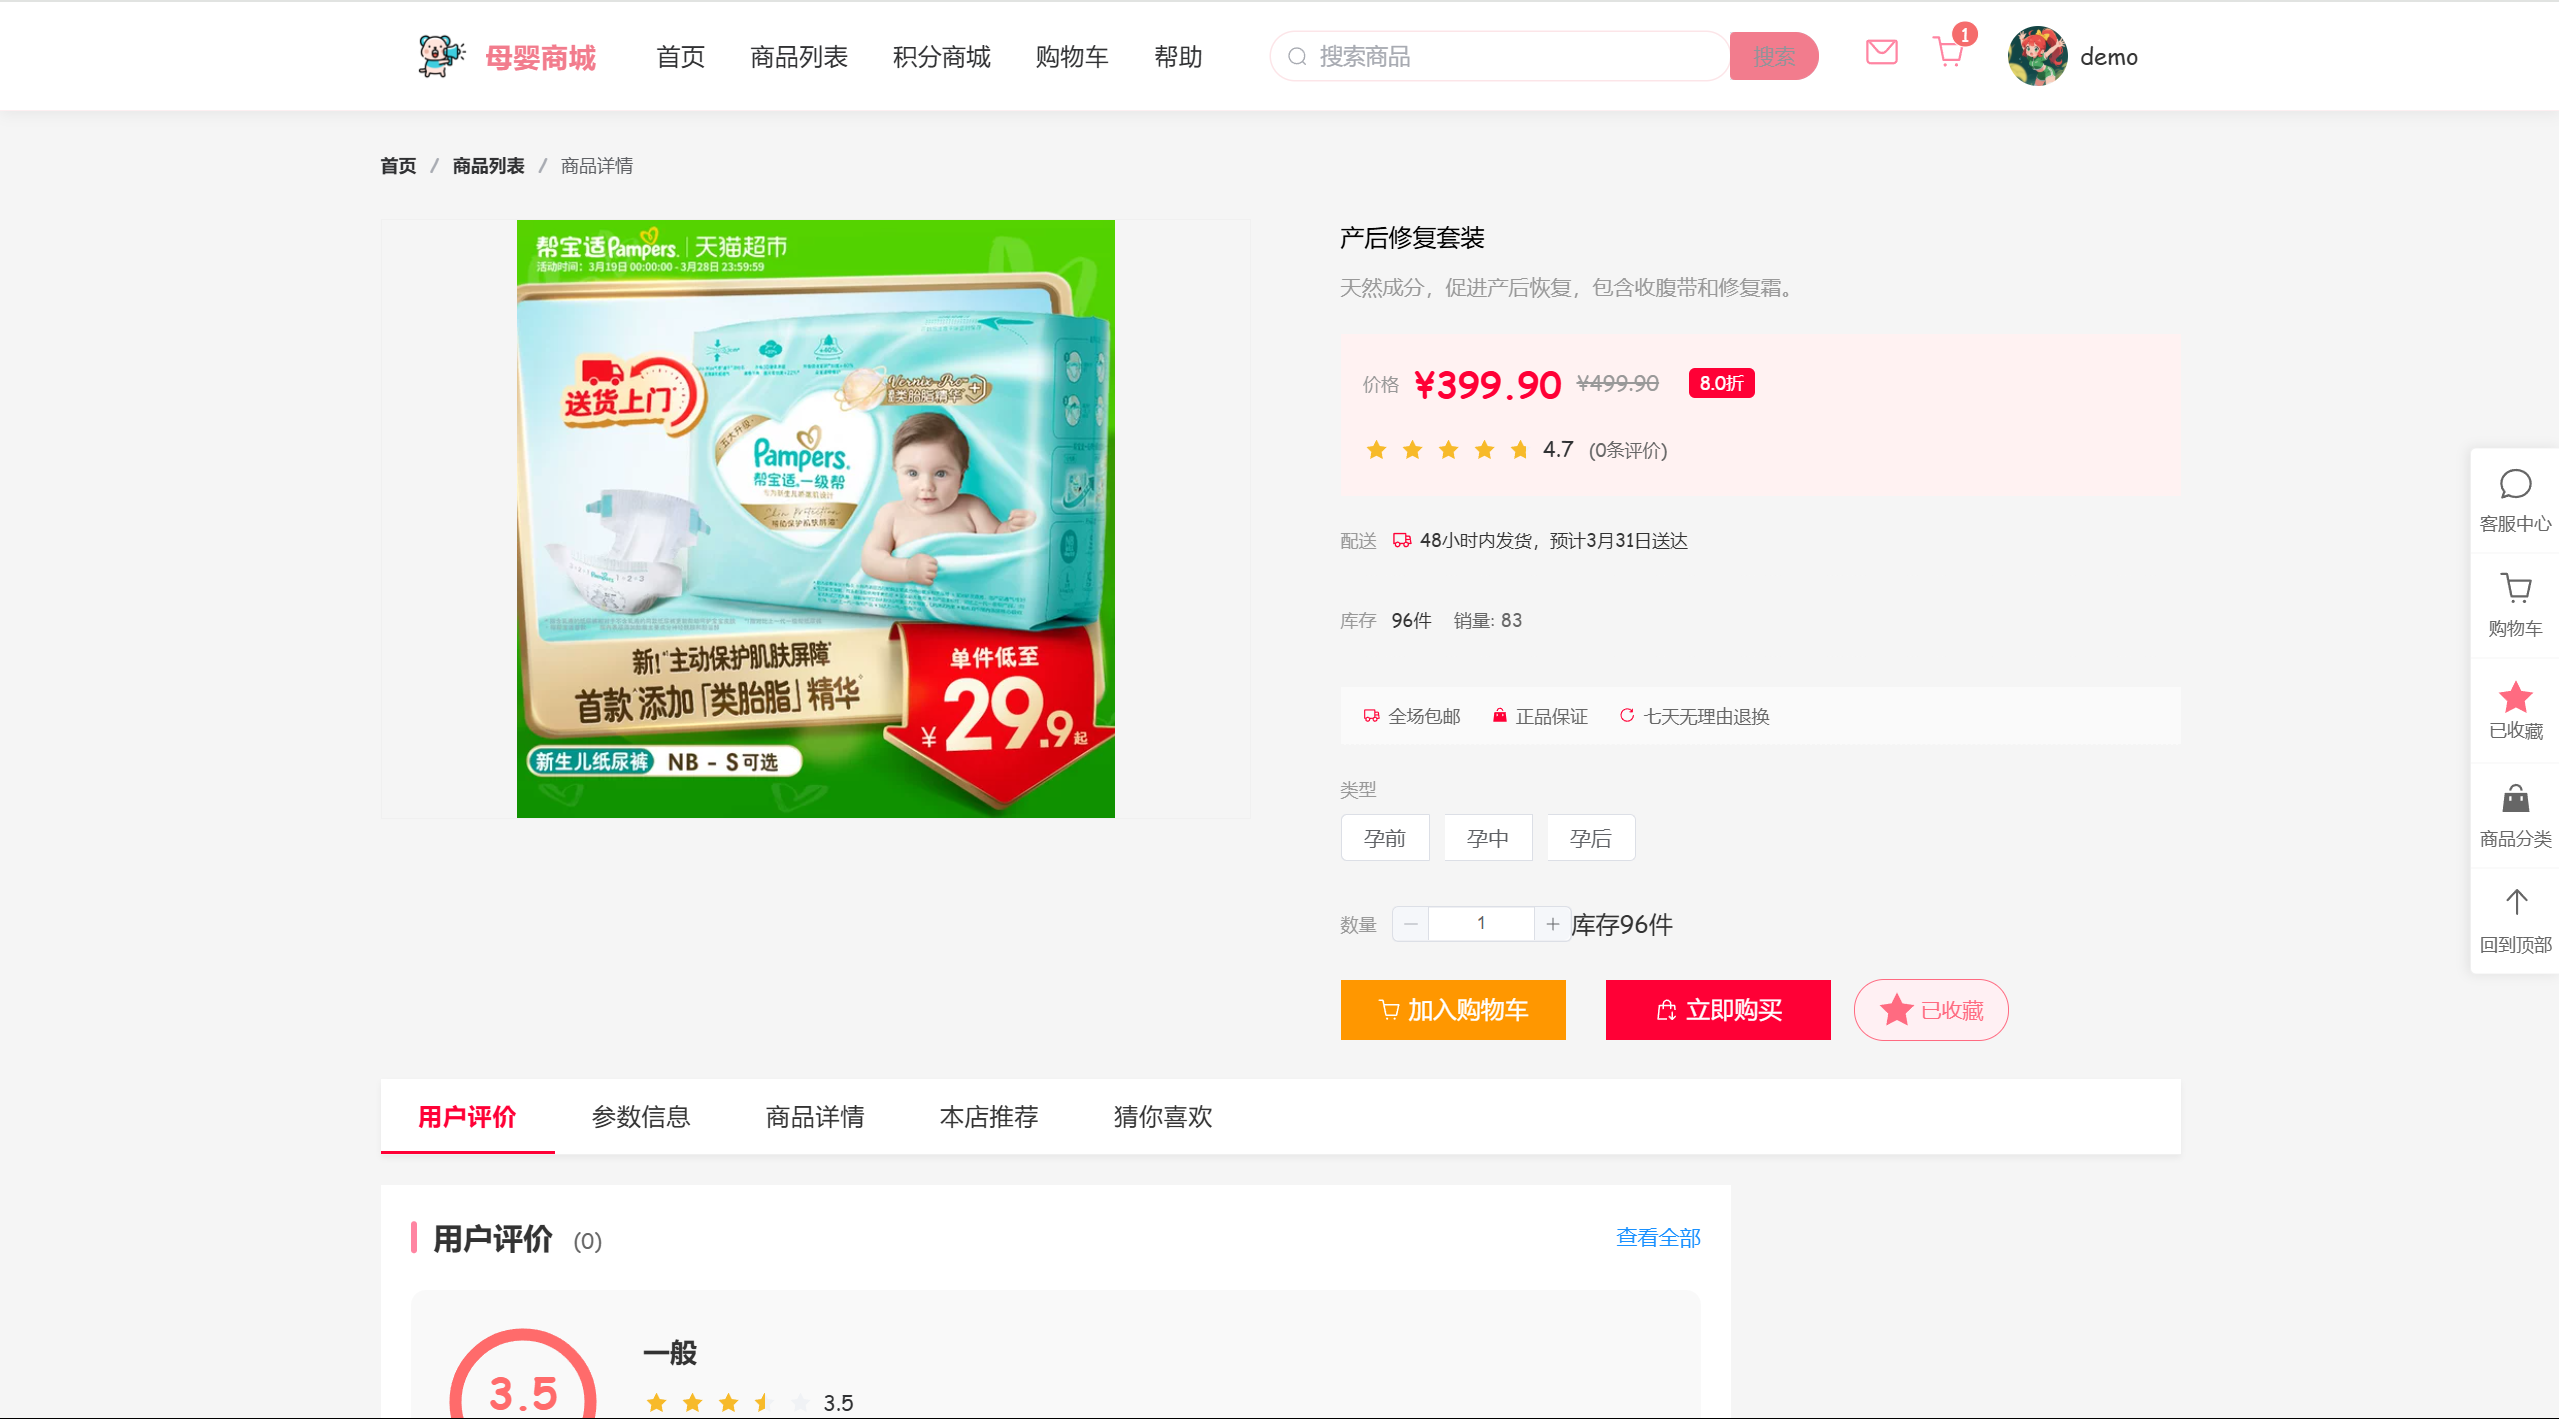 母婴商城
首页
商品列表
积分商城
购物车
帮助
搜索商品
搜索
1
demo
首页 / 商品列表 / 商品详情
帮宝适Pampers. | 天猫超市
活动时间：3月19日 00:00:00 - 3月28日 23:59:59
送货上门
Vernix-Pro
类胎脂精华
五大升级
Pampers.
帮宝适.一级帮
Skin Protection
新!主动保护肌肤屏障
首款 添加「类胎脂」精华
单件低至
¥29.9起
新生儿纸尿裤 NB - S可选
产后修复套装
天然成分，促进产后恢复，包含收腹带和修复霜。
价格 ¥399.90 ¥499.90 8.0折
4.7 (0条评价)
配送 48小时内发货，预计3月31日送达
库存 96件 销量: 83
全场包邮 正品保证 七天无理由退换
类型
孕前 孕中 孕后
数量 1 库存96件
加入购物车 立即购买 已收藏
客服中心
购物车
已收藏
商品分类
回到顶部
用户评价 参数信息 商品详情 本店推荐 猜你喜欢
用户评价 (0) 查看全部
一般
3.5
3.5